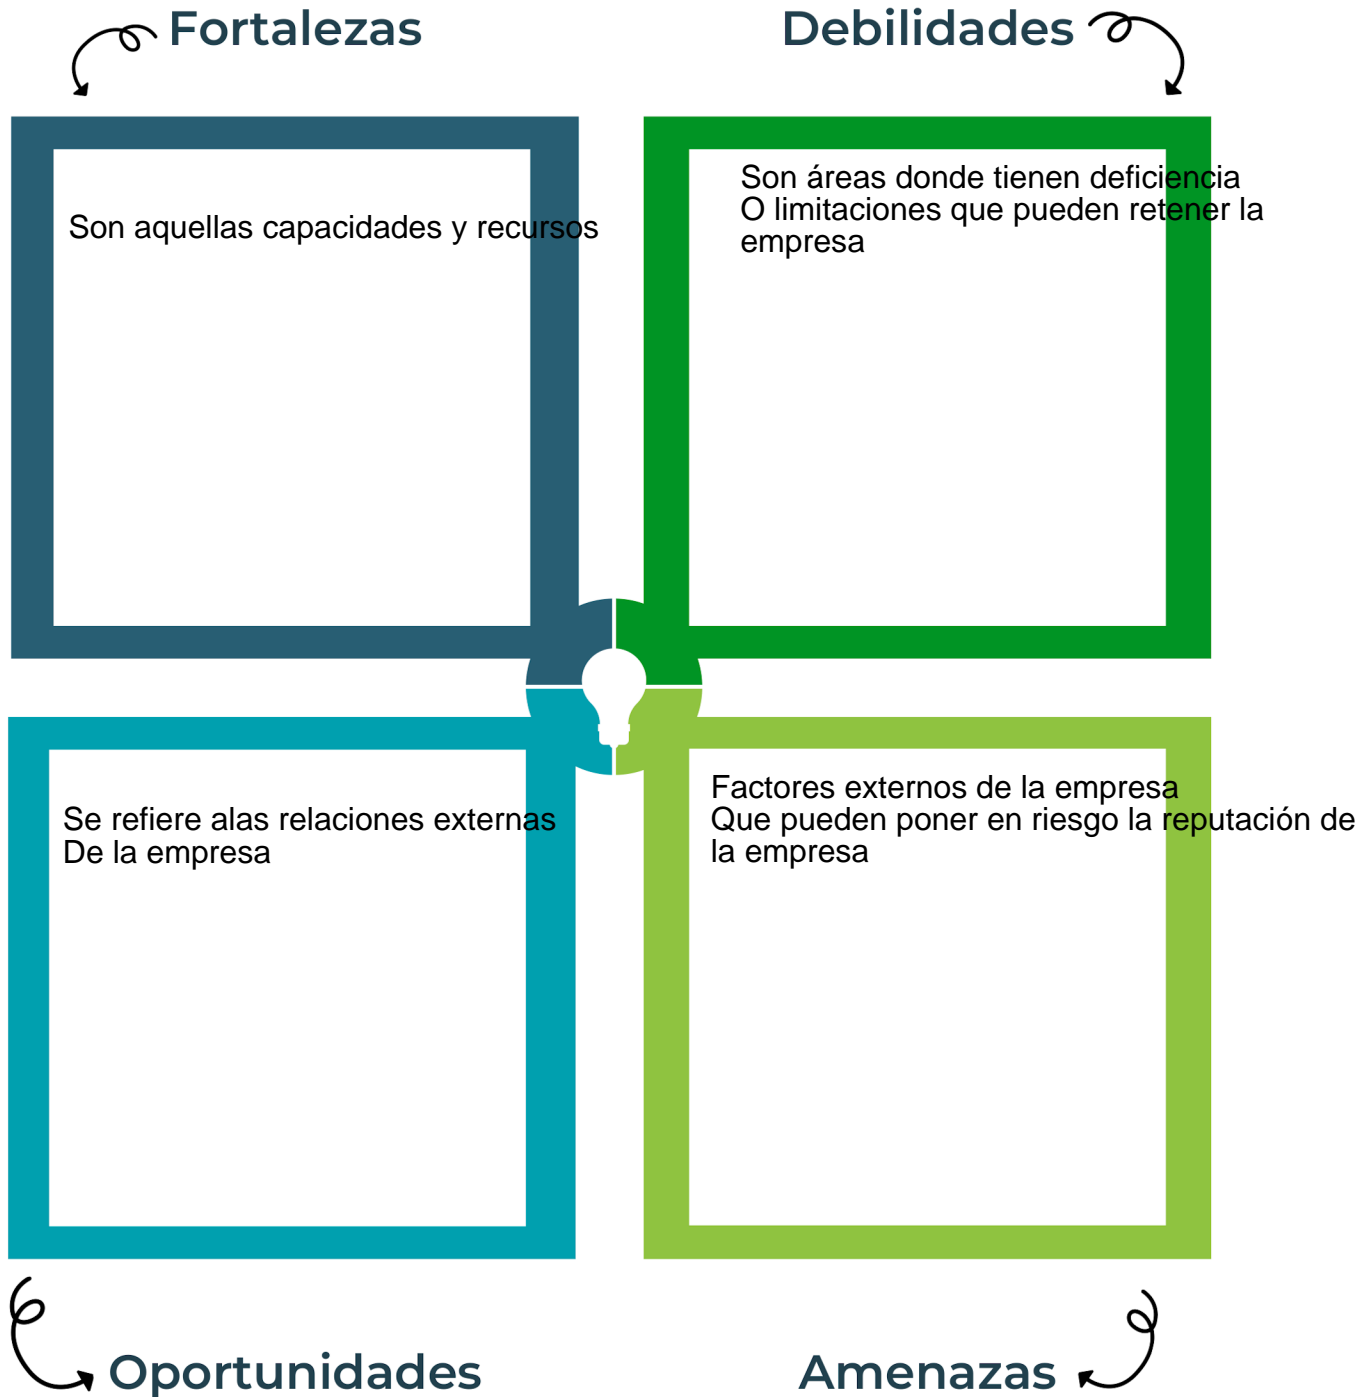 Fortalezas
Son aquellas capacidades y recursos
Debilidades
Son áreas donde tienen deficiencia
O limitaciones que pueden retener la
empresa
Se refiere alas relaciones externas
De la empresa
Oportunidades
Factores externos de la empresa
Que pueden poner en riesgo la reputación de
la empresa
Amenazas